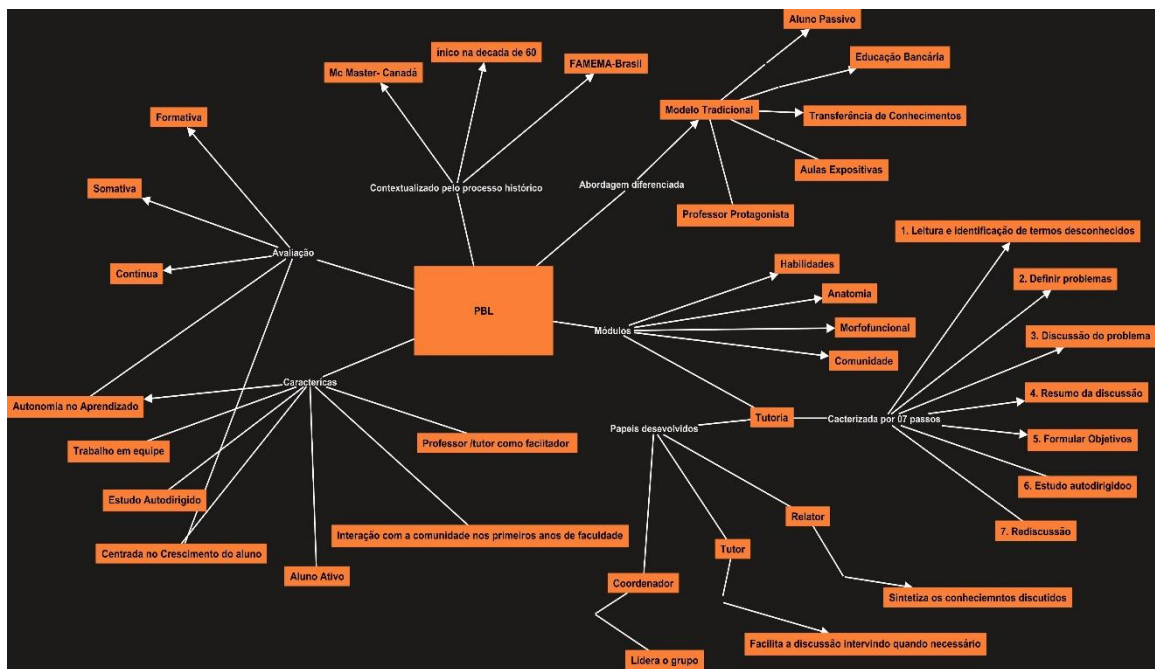 Aluno Passivo
ínico na decada de 60
Educação Bancária
FAMEMA-Brasil
Mc Master- Canadá
Modelo Tradicional
Formativa
Transferência de Conhecimentos
Aulas Expositivas
Abordagem diferenciada
Contextualizado pelo processo histórico
Somativa
Professor Protagonista
1. Leitura e identificação de termos desconhecidos
Avaliação
Habilidades
Contínua
2. Definir problemas
Anatomia
PBL
Módulos
Morfofuncional
3. Discussão do problema
Comunidade
Caractericas
4. Resumo da discussão
Autonomia no Aprendizado
Tutoria
Cacterizada por 07 passos
Papeis desevolvidos
5. Formular Objetivos
Professor /tutor como faciitador
Trabalho em equipe
6. Estudo autodirigidoo
Estudo Autodirigido
Relator
7. Rediscussão
Interação com a comunidade nos primeiros anos de faculdade
Tutor
Centrada no Crescimento do aluno
Aluno Ativo
Coordenador
Sintetiza os conheciemntos discutidos
Facilita a discussão intervindo quando necessário
Lidera o grupo